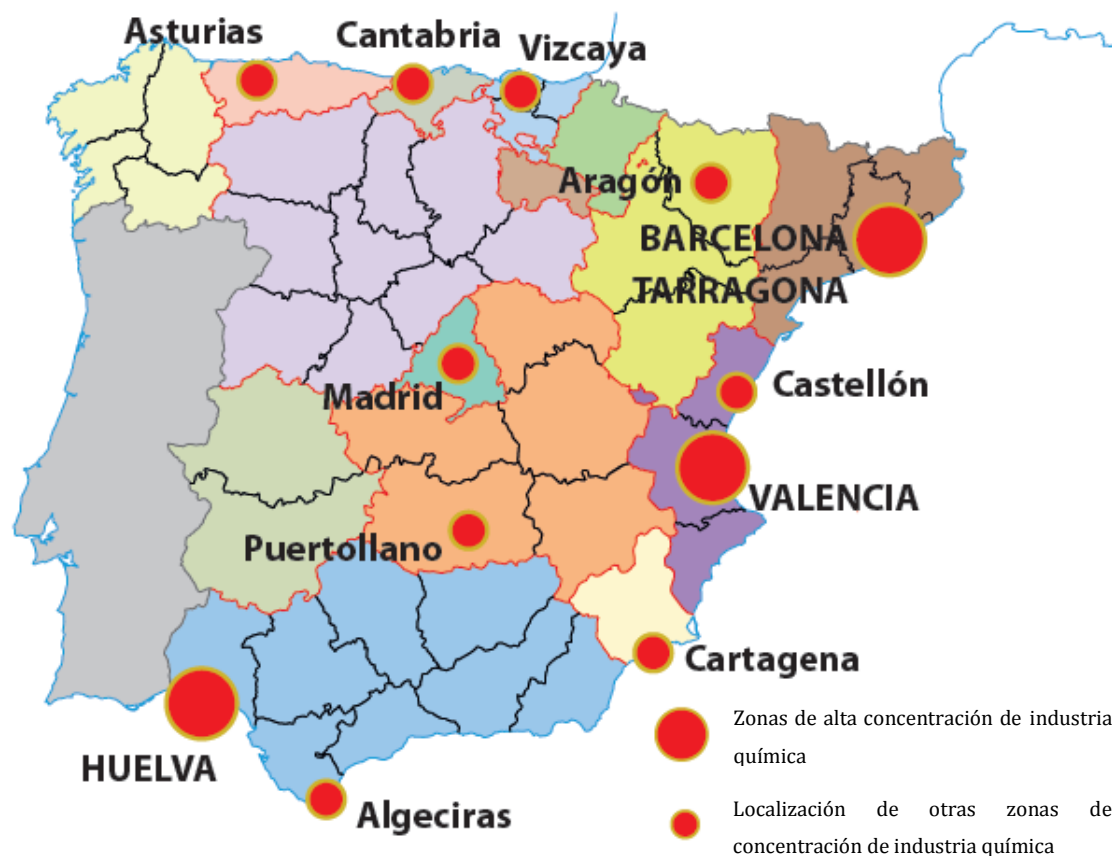 Asturias
Cantabria
Vizcaya
Aragón
BARCELONA
TARRAGONA
Madrid
Castellón
VALENCIA
Puertollano
Cartagena
HUELVA
Algeciras
Zonas de alta concentración de industria
química
Localización de otras zonas de
concentración de industria química